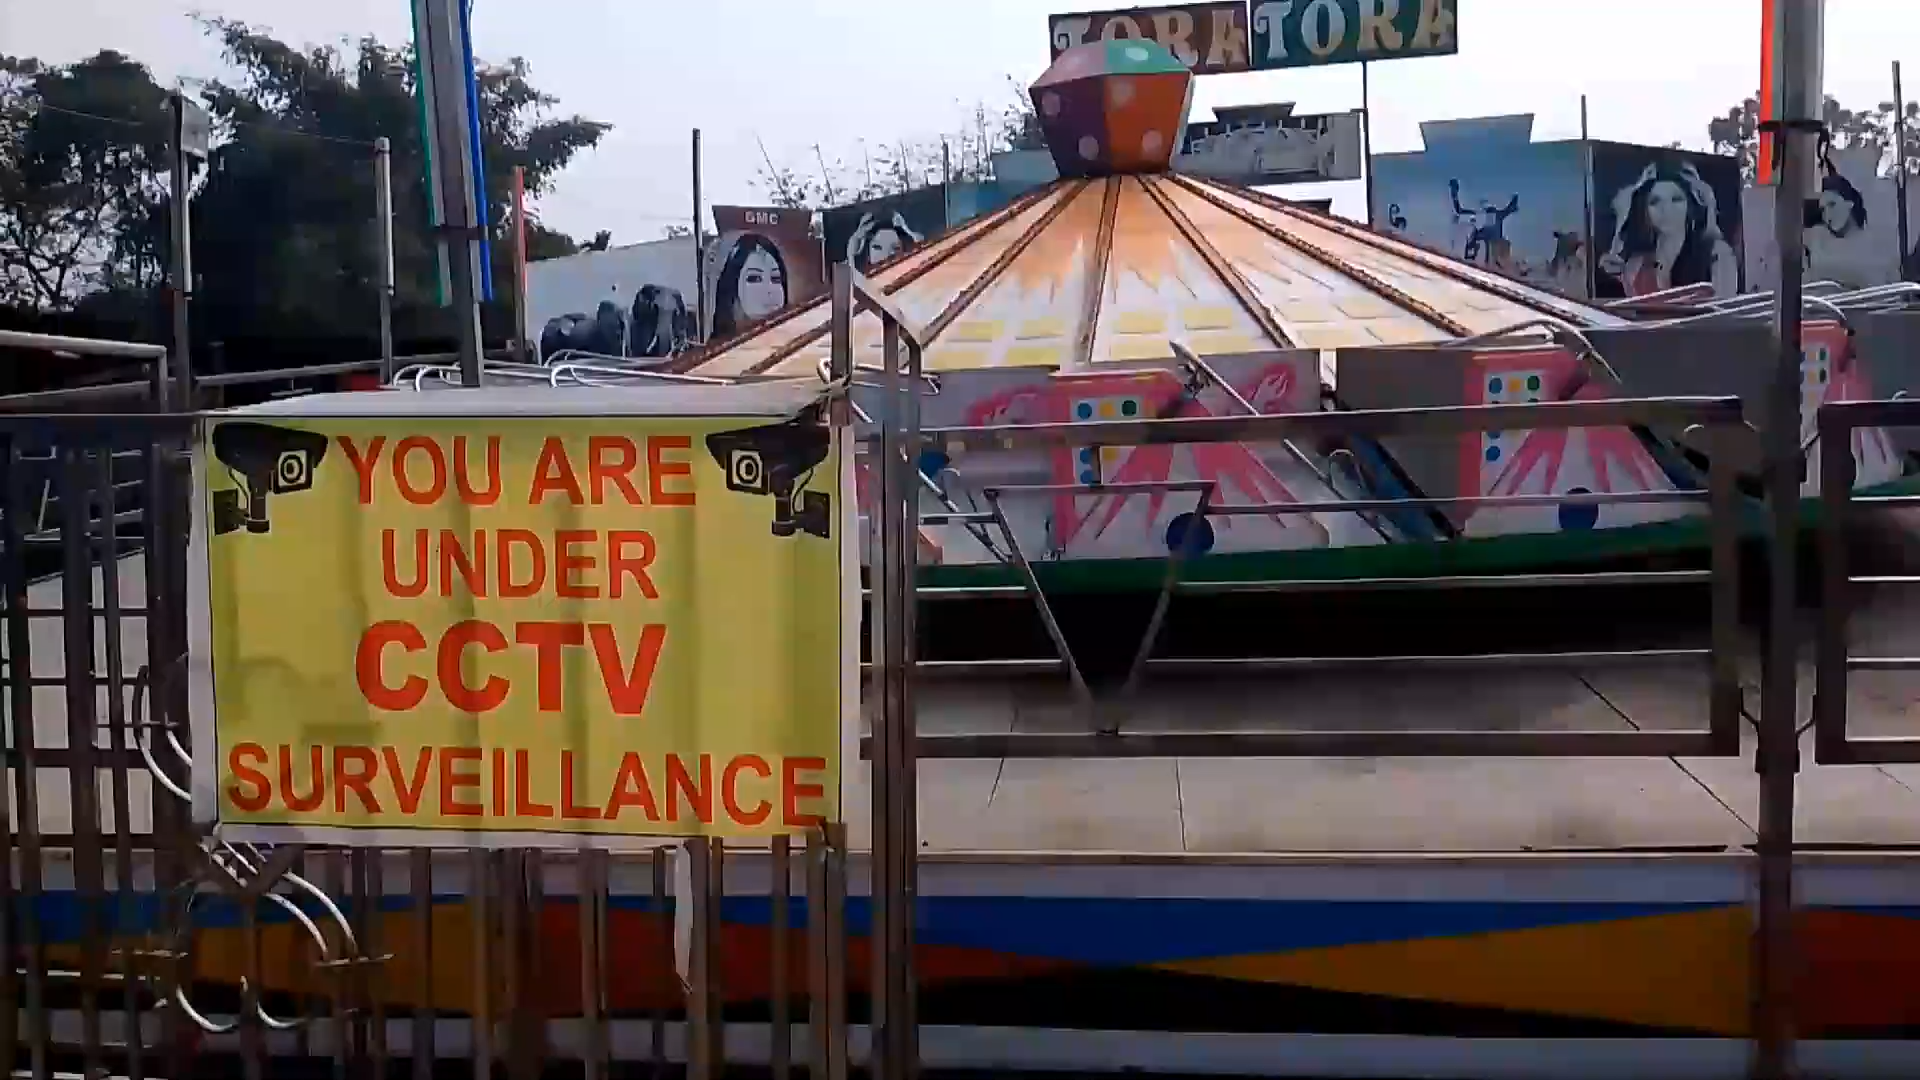 TORA TORA
GMC
YOU ARE
UNDER
CCTV
SURVEILLANCE